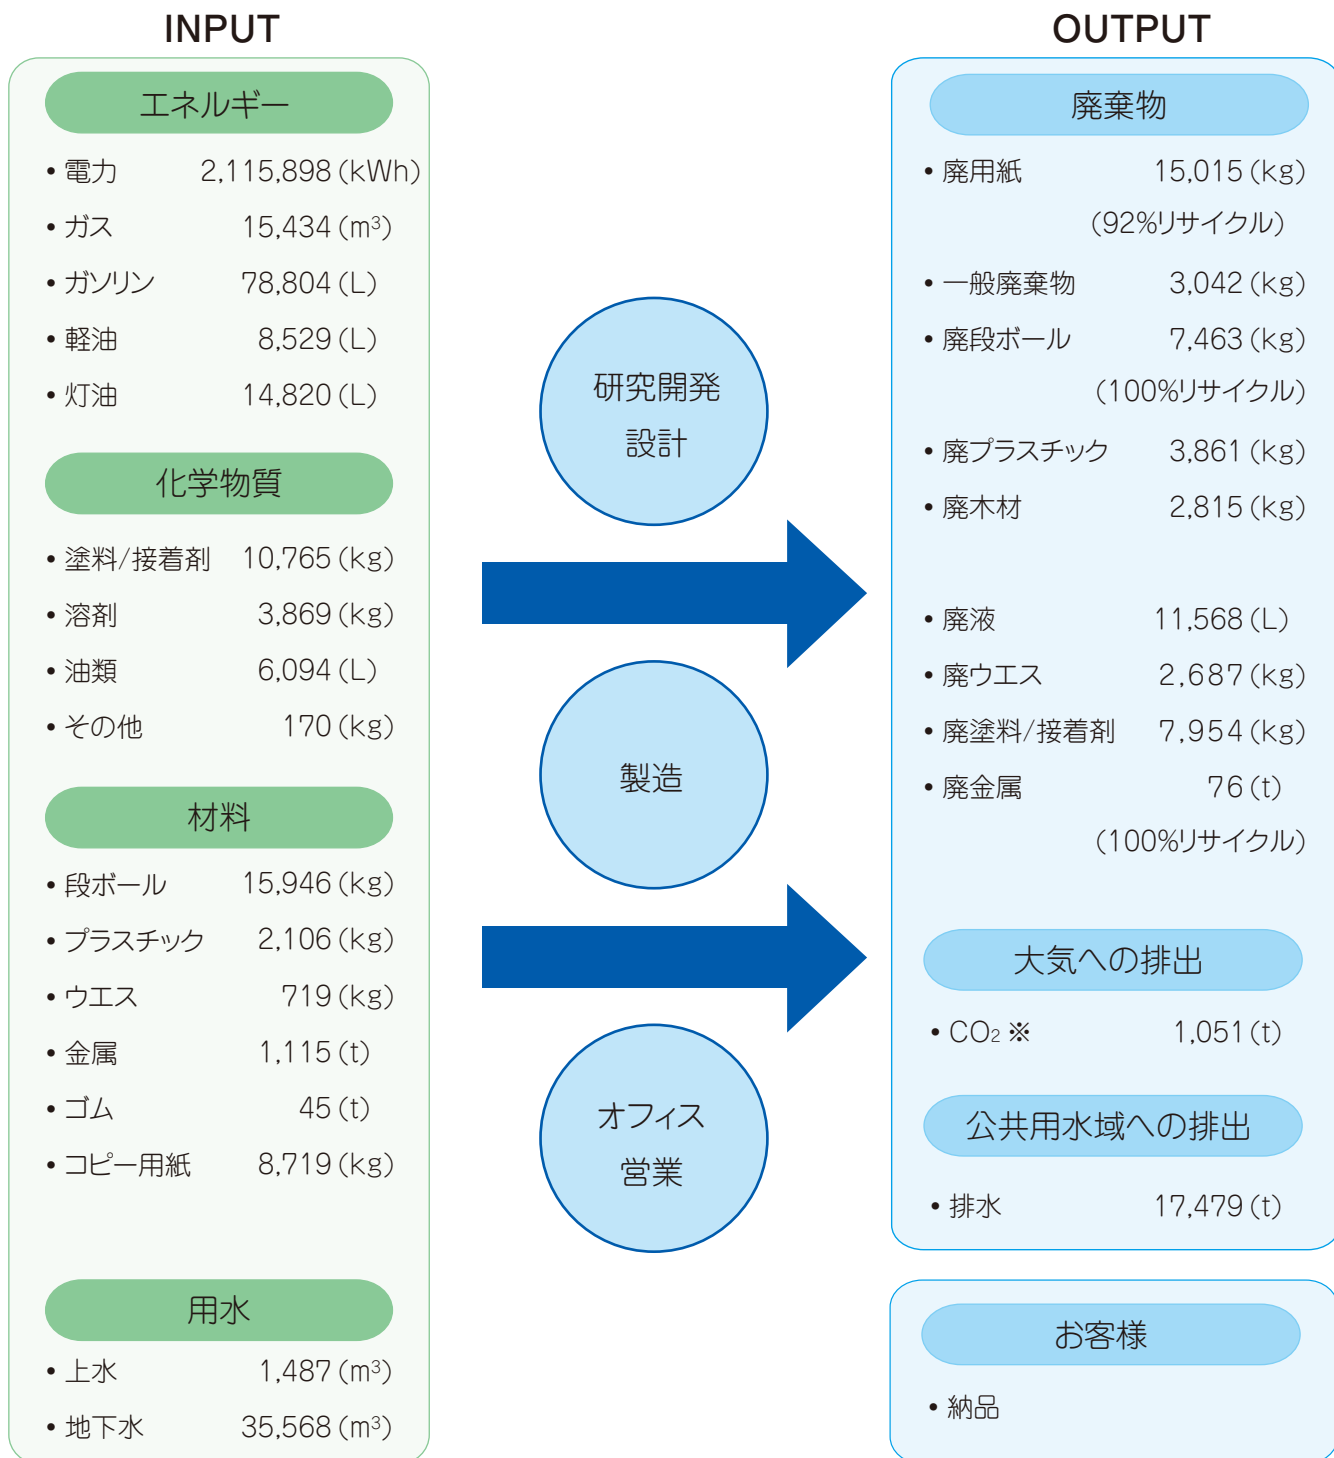 INPUT
エネルギー
• 電力 2,115,898 (kWh)
• ガス 15,434 (m³)
• ガソリン 78,804 (L)
• 軽油 8,529 (L)
• 灯油 14,820 (L)
化学物質
• 塗料/接着剤 10,765 (kg)
• 溶剤 3,869 (kg)
• 油類 6,094 (L)
• その他 170 (kg)
材料
• 段ボール 15,946 (kg)
• プラスチック 2,106 (kg)
• ウエス 719 (kg)
• 金属 1,115 (t)
• ゴム 45 (t)
• コピー用紙 8,719 (kg)
用水
• 上水 1,487 (m³)
• 地下水 35,568 (m³)
研究開発
設計
製造
オフィス
営業
OUTPUT
廃棄物
• 廃用紙 15,015 (kg)
(92%リサイクル)
• 一般廃棄物 3,042 (kg)
• 廃段ボール 7,463 (kg)
(100%リサイクル)
• 廃プラスチック 3,861 (kg)
• 廃木材 2,815 (kg)
• 廃液 11,568 (L)
• 廃ウエス 2,687 (kg)
• 廃塗料/接着剤 7,954 (kg)
• 廃金属 76 (t)
(100%リサイクル)
大気への排出
• CO₂ ※ 1,051 (t)
公共用水域への排出
• 排水 17,479 (t)
お客様
• 納品